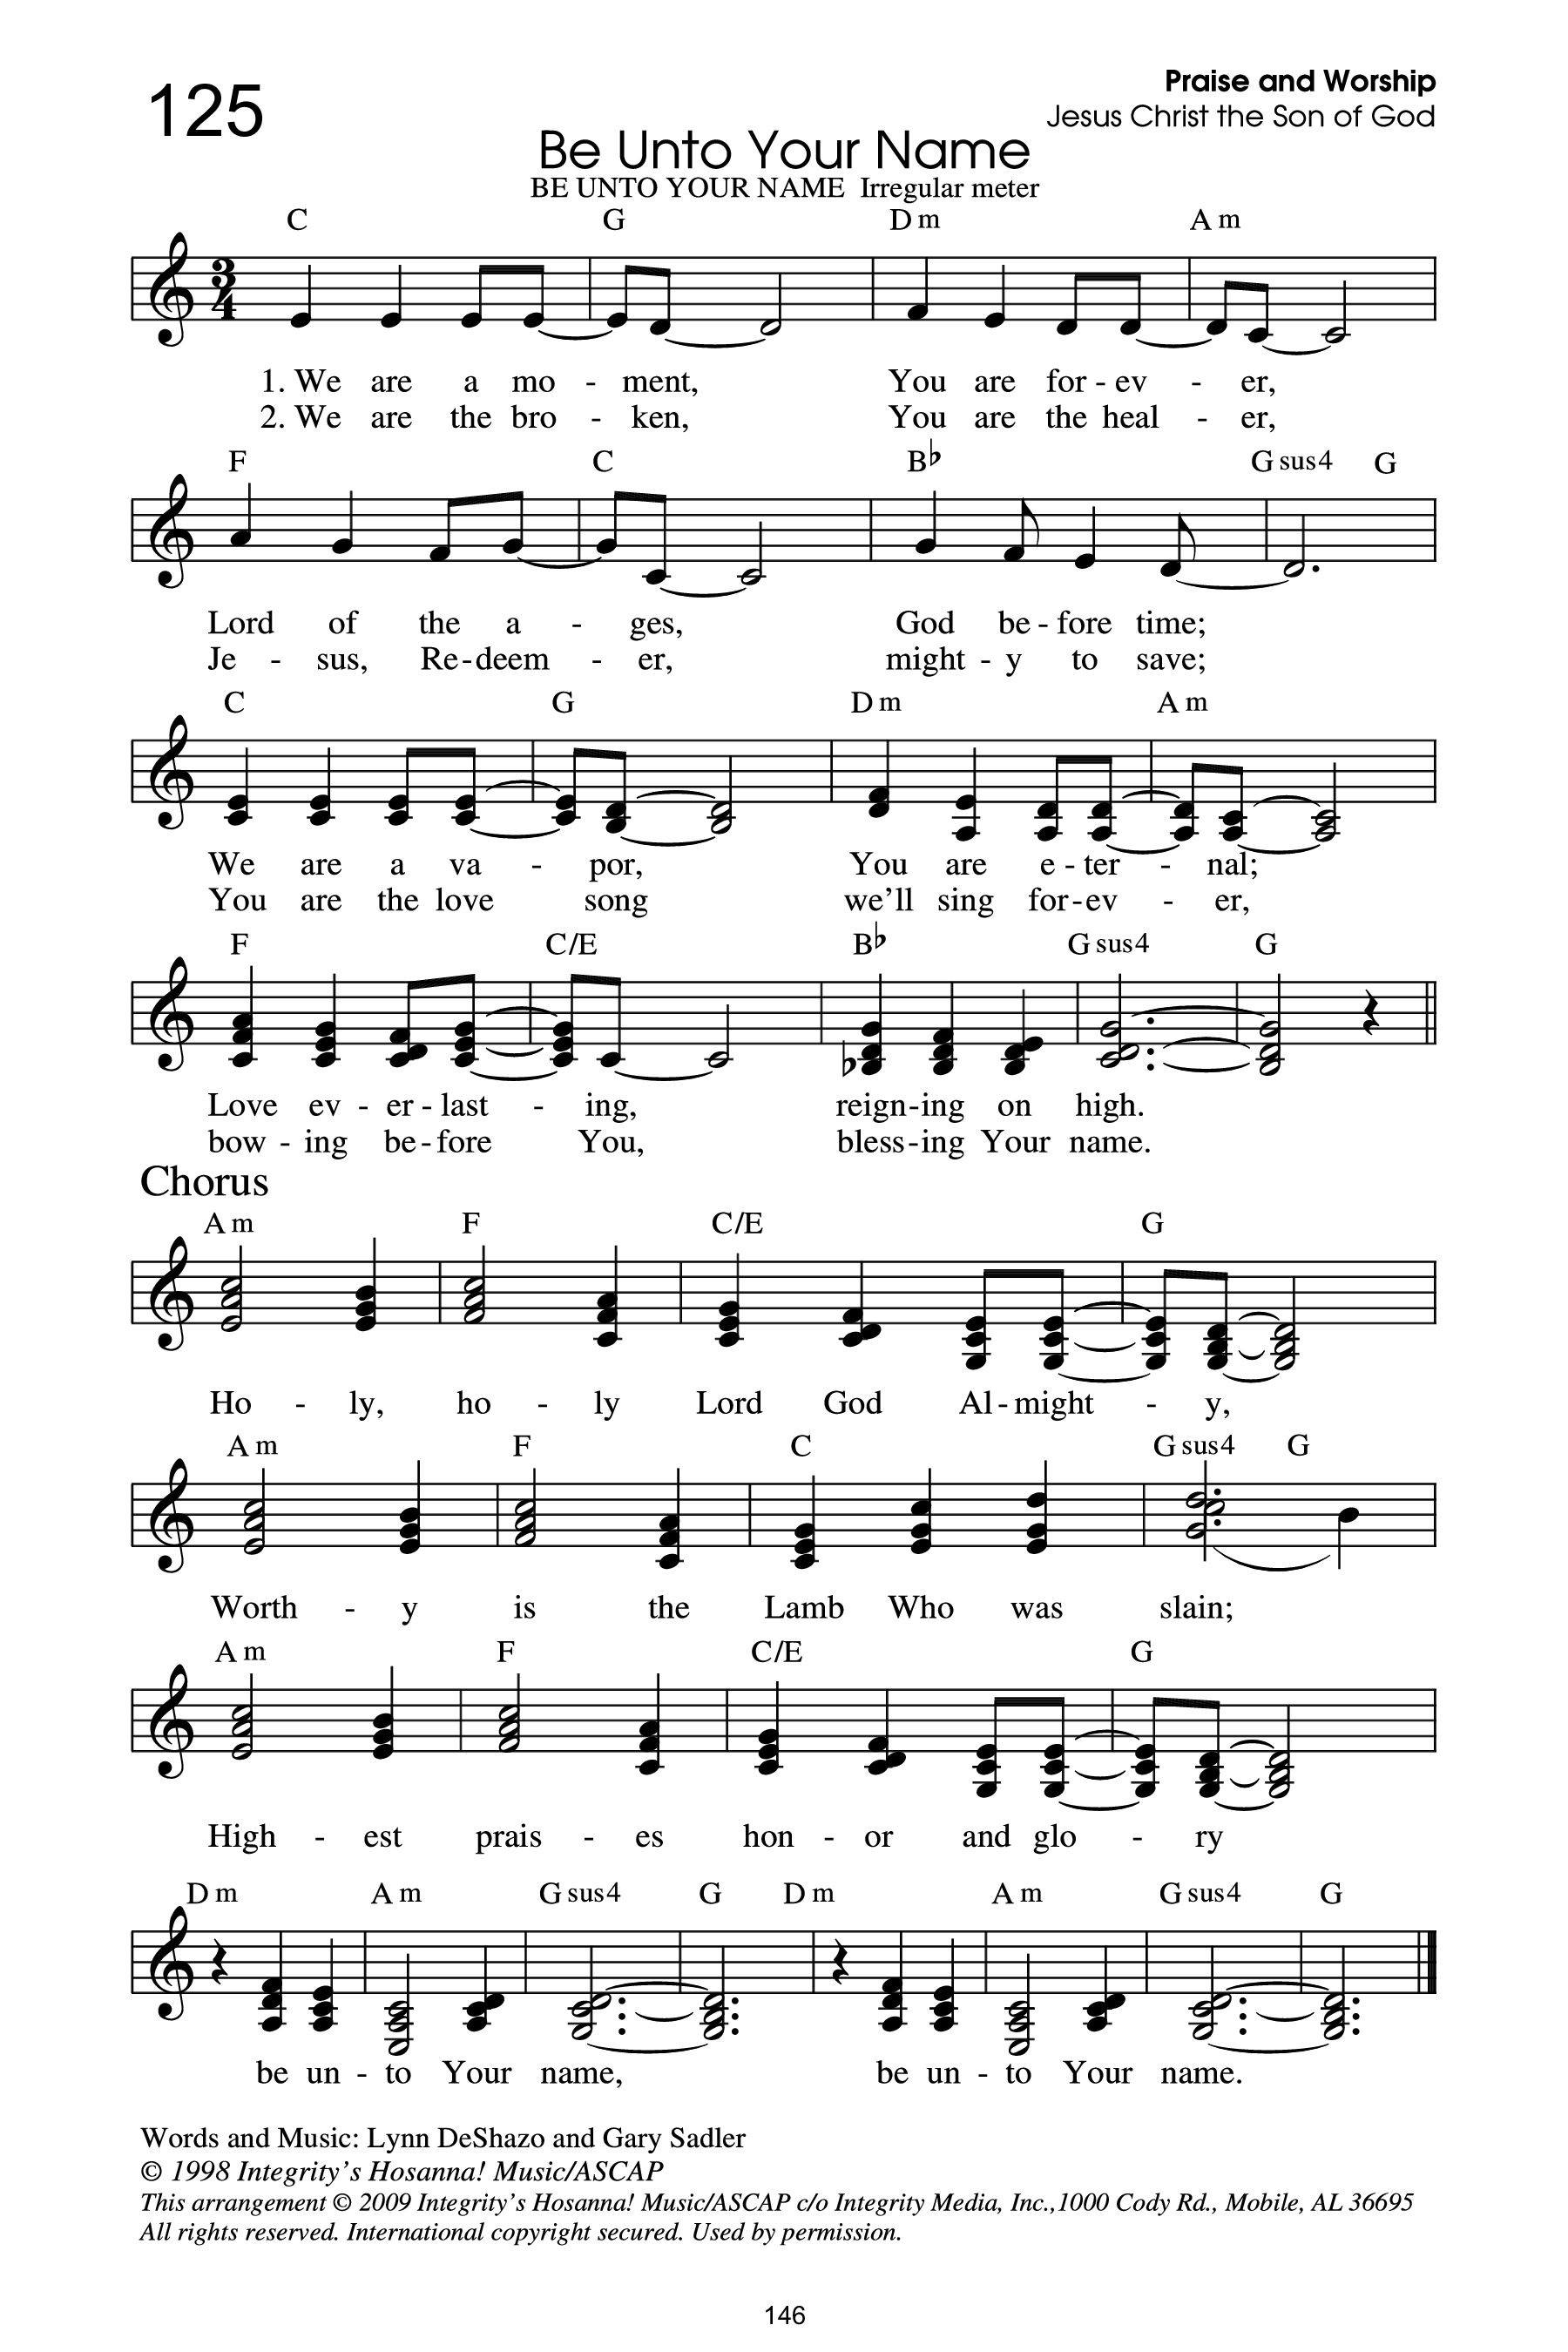 125
Praise and Worship
Jesus Christ the Son of God
Be Unto Your Name
BE UNTO YOUR NAME Irregular meter
C G Dm Am
3
4
1. We are a mo - ment, You are for - ev - er,
2. We are the bro - ken, You are the heal - er,
F C B♭ Gsus4 G
Lord of the a - ges, God be - fore time;
Je - sus, Re - deem - er, might - y to save;
C G Dm Am
We are a va - por, You are e - ter - nal;
You are the love song we'll sing for - ev - er,
F C/E B♭ Gsus4 G
Love ev - er - last - ing, reign - ing on high.
bow - ing be - fore You, bless - ing Your name.
Chorus
Am F C/E G
Ho - ly, ho - ly Lord God Al - might - y,
Am F C Gsus4 G
Worth - y is the Lamb Who was slain;
Am F C/E G
High - est prais - es hon - or and glo - ry
Dm Am Gsus4 G Dm Am Gsus4 G
be un - to Your name, be un - to Your name.
Words and Music: Lynn DeShazo and Gary Sadler
© 1998 Integrity's Hosanna! Music/ASCAP
This arrangement © 2009 Integrity's Hosanna! Music/ASCAP c/o Integrity Media, Inc.,1000 Cody Rd., Mobile, AL 36695
All rights reserved. International copyright secured. Used by permission.
146